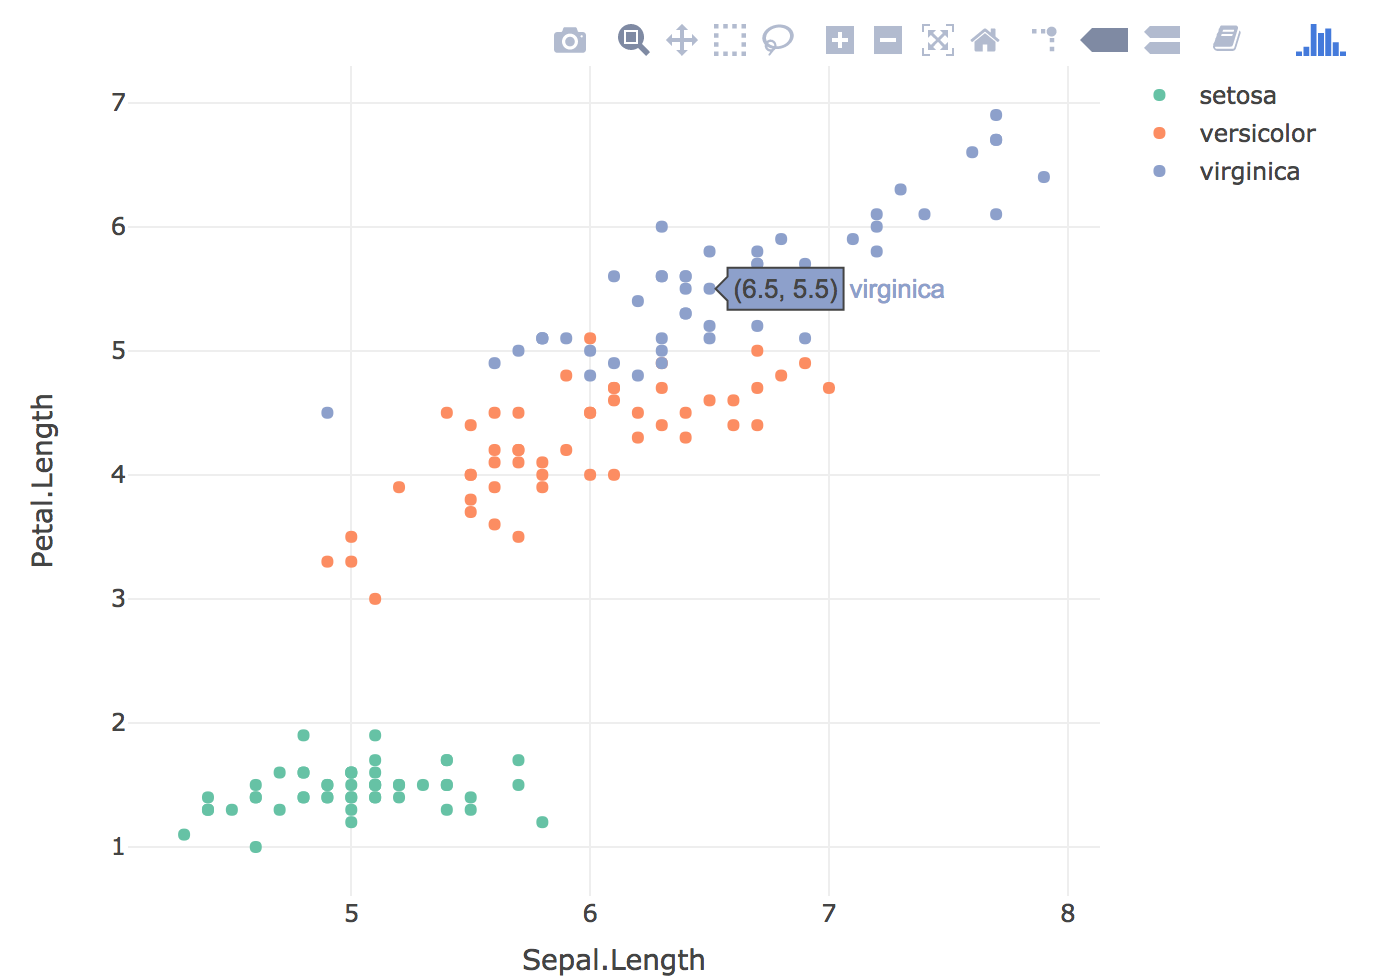 setosa
versicolor
virginica
7
6
5
4
3
2
1
(6.5, 5.5) virginica
Petal.Length
5 6 7 8
Sepal.Length